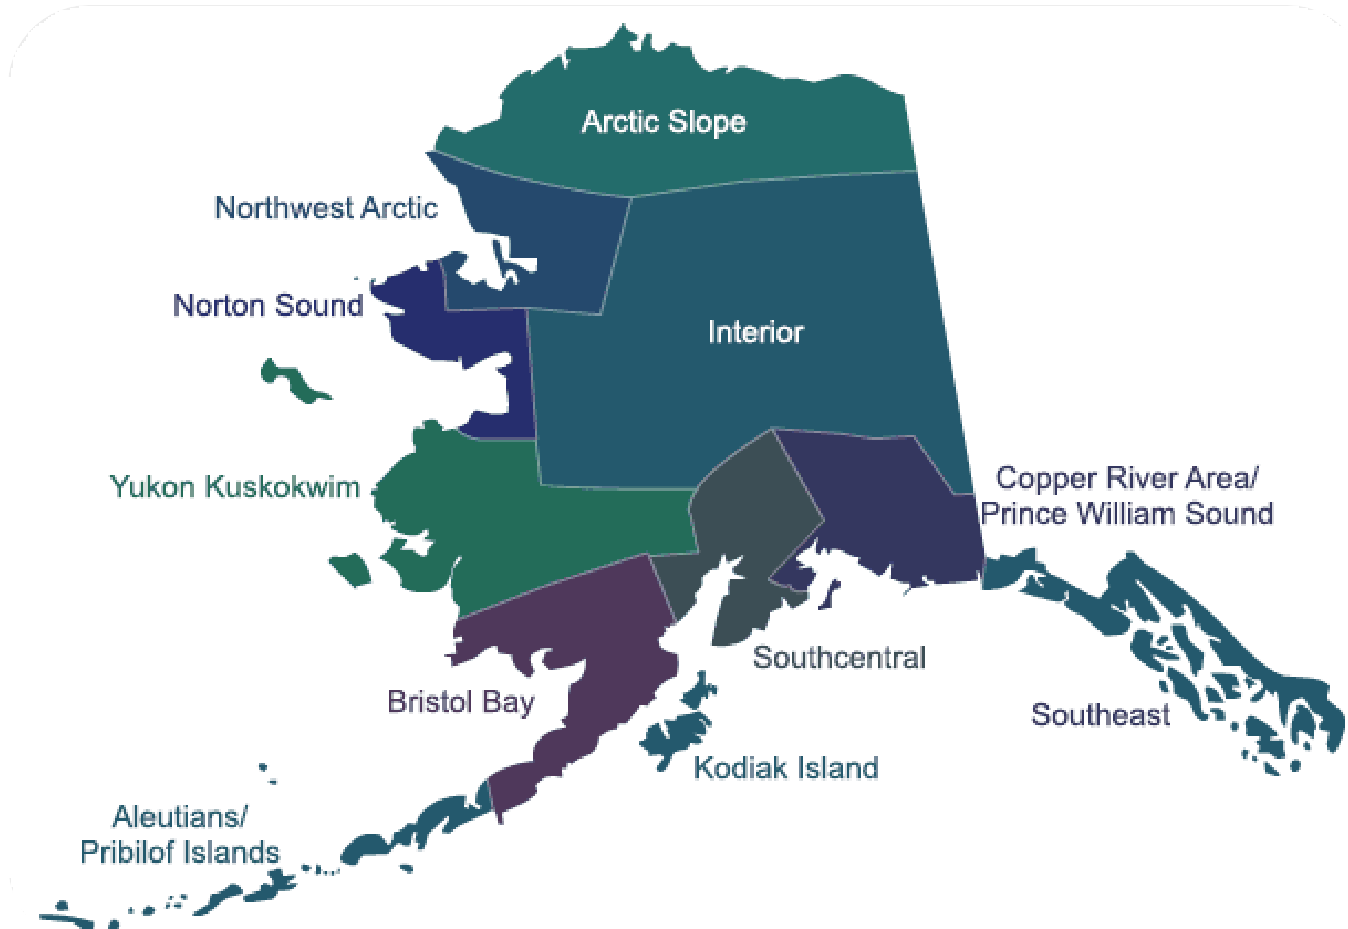 Arctic Slope
Northwest Arctic
Norton Sound
Interior
Yukon Kuskokwim
Copper River Area/
Prince William Sound
Southcentral
Bristol Bay
Southeast
Kodiak Island
Aleutians/
Pribilof Islands